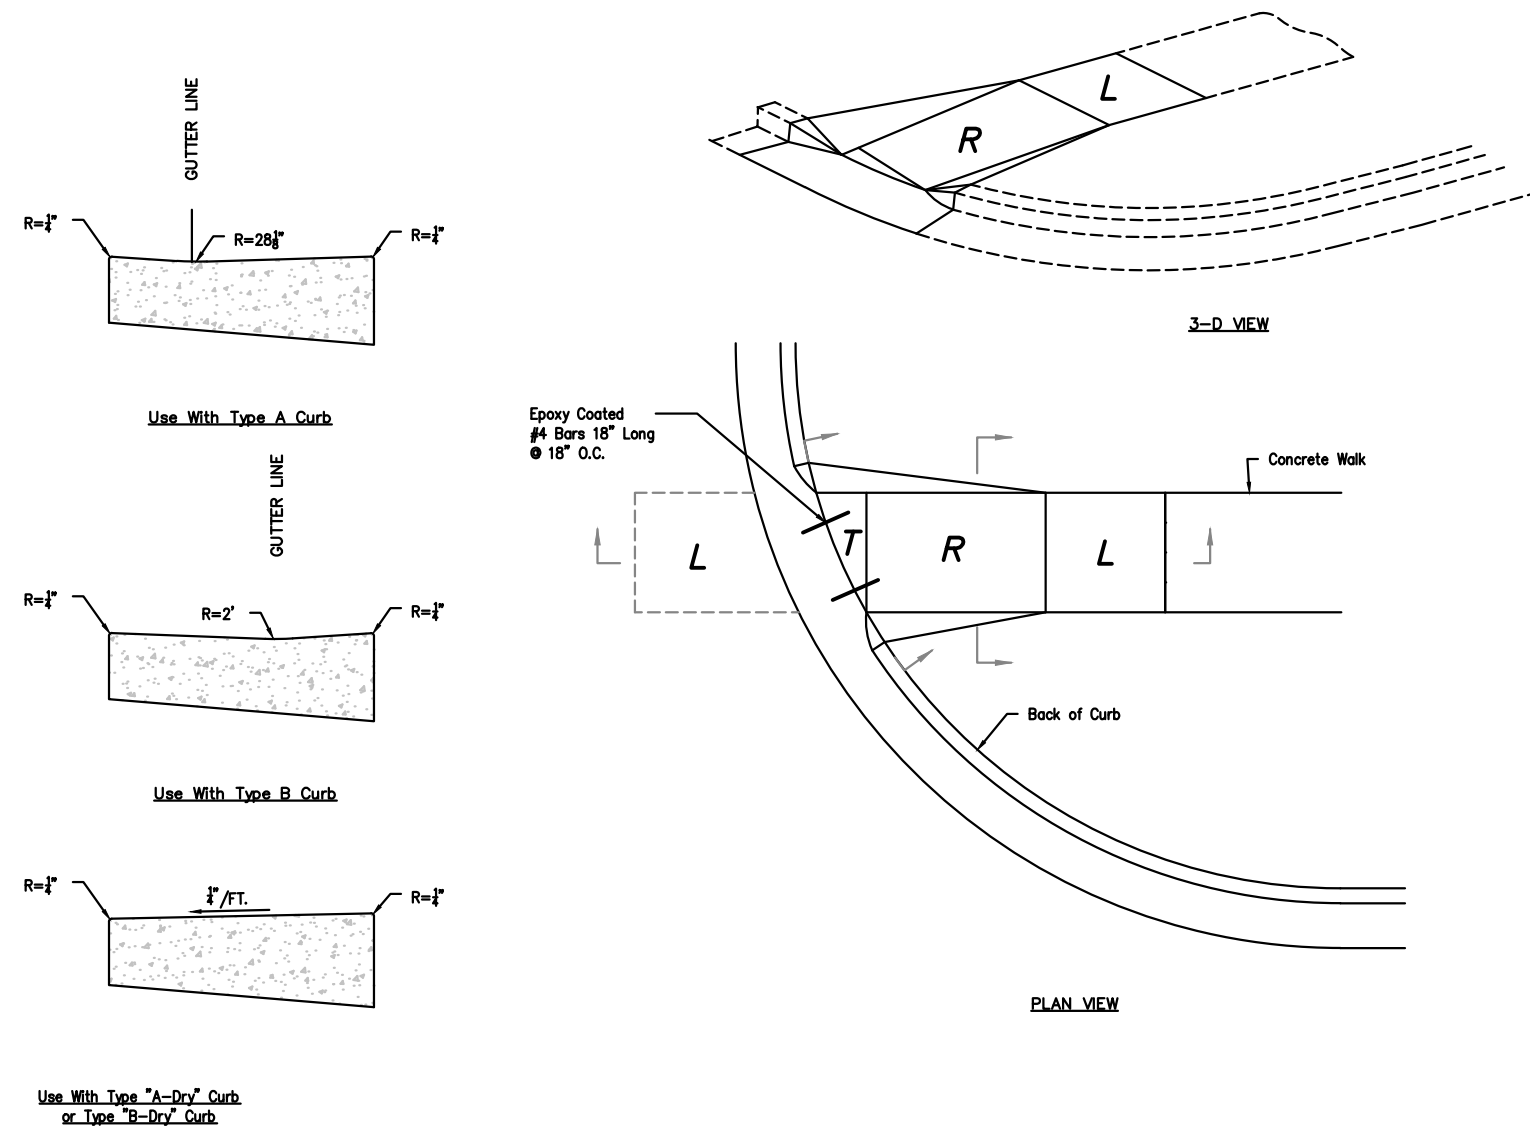 GUTTER LINE
R=1/4"
R=28 1/8"
R=1/4"
Use With Type A Curb
GUTTER LINE
R=1/4"
R=2'
R=1/4"
Use With Type B Curb
R=1/4"
1/4"/FT.
R=1/4"
Use With Type "A-Dry" Curb
or Type "B-Dry" Curb
L
R
3-D VIEW
Epoxy Coated
#4 Bars 18" Long
@ 18" O.C.
Concrete Walk
L
T
R
L
Back of Curb
PLAN VIEW